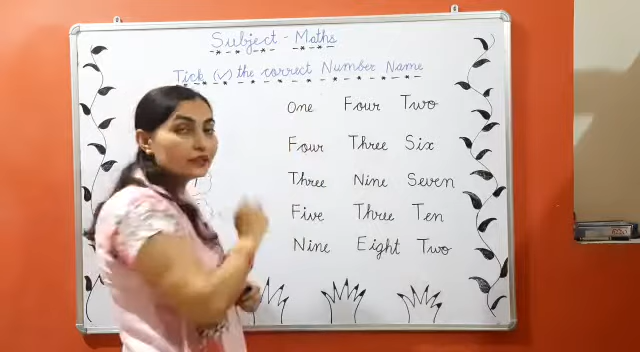 Subject - Maths
Tick (✓) the correct Number Name
One Four Two
Four Three Six
Three Nine Seven
Five Three Ten
Nine Eight Two